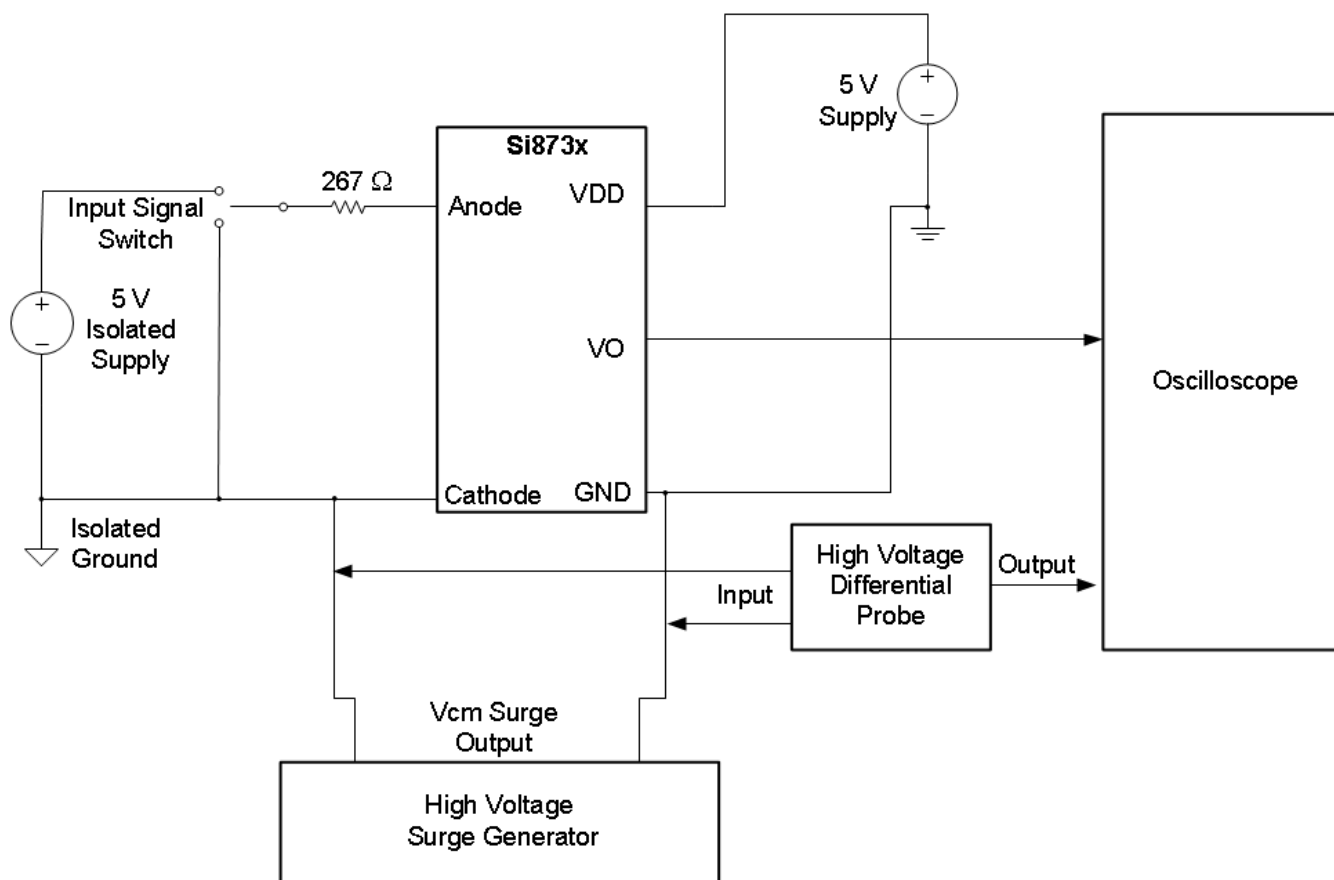 5 V
Supply
Si873x
267 Ω
VDD
Anode
Input Signal
Switch
+
−
+
−
5 V
Isolated
Supply
VO
Oscilloscope
Cathode
GND
Isolated
Ground
High Voltage
Differential
Probe
Input
Output
Vcm Surge
Output
High Voltage
Surge Generator